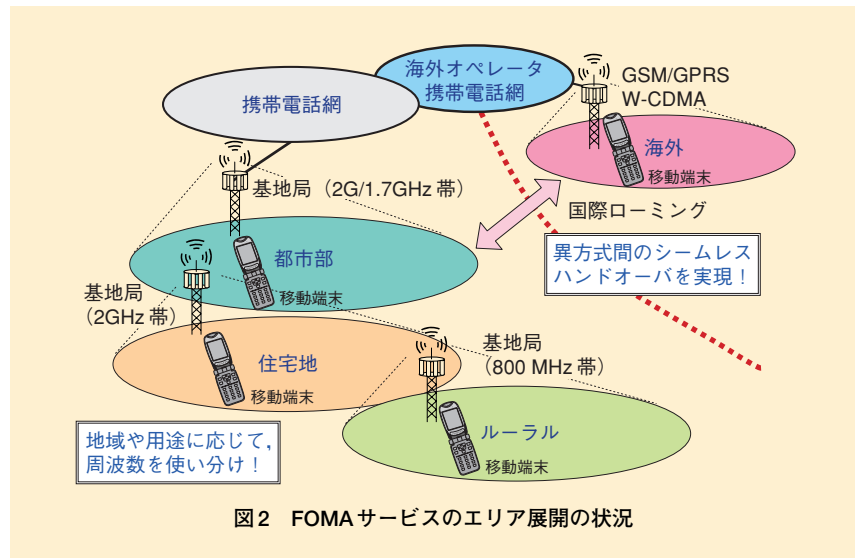 海外オペレータ
携帯電話網
携帯電話網
GSM/GPRS
W-CDMA
海外
移動端末
基地局（2G/1.7GHz 帯）
国際ローミング
都市部
移動端末
異方式間のシームレス
ハンドオーバを実現！
基地局
（2GHz 帯）
住宅地
移動端末
基地局
（800 MHz 帯）
ルーラル
移動端末
地域や用途に応じて，
周波数を使い分け！
図2　FOMAサービスのエリア展開の状況